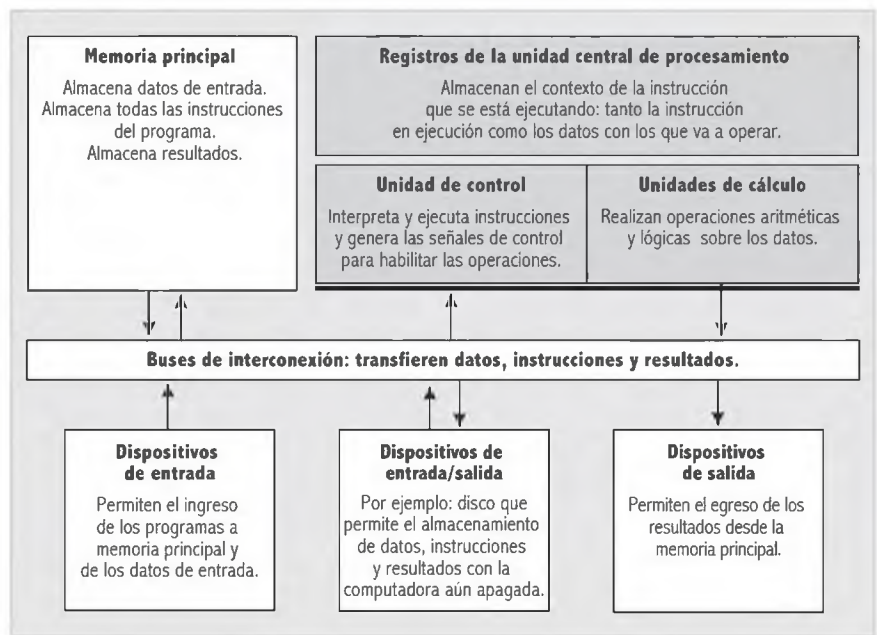 Memoria principal
Almacena datos de entrada.
Almacena todas las instrucciones
del programa.
Almacena resultados.
Registros de la unidad central de procesamiento
Almacenan el contexto de la instrucción
que se está ejecutando: tanto la instrucción
en ejecución como los datos con los que va a operar.
Unidad de control
Interpreta y ejecuta instrucciones
y genera las señales de control
para habilitar las operaciones.
Unidades de cálculo
Realizan operaciones aritméticas
y lógicas sobre los datos.
Buses de interconexión: transfieren datos, instrucciones y resultados.
Dispositivos
de entrada
Permiten el ingreso
de los programas a
memoria principal y
de los datos de entrada.
Dispositivos de
entrada/salida
Por ejemplo: disco que
permite el almacenamiento
de datos, instrucciones
y resultados con la
computadora aún apagada.
Dispositivos
de salida
Permiten el egreso de los
resultados desde la
memoria principal.